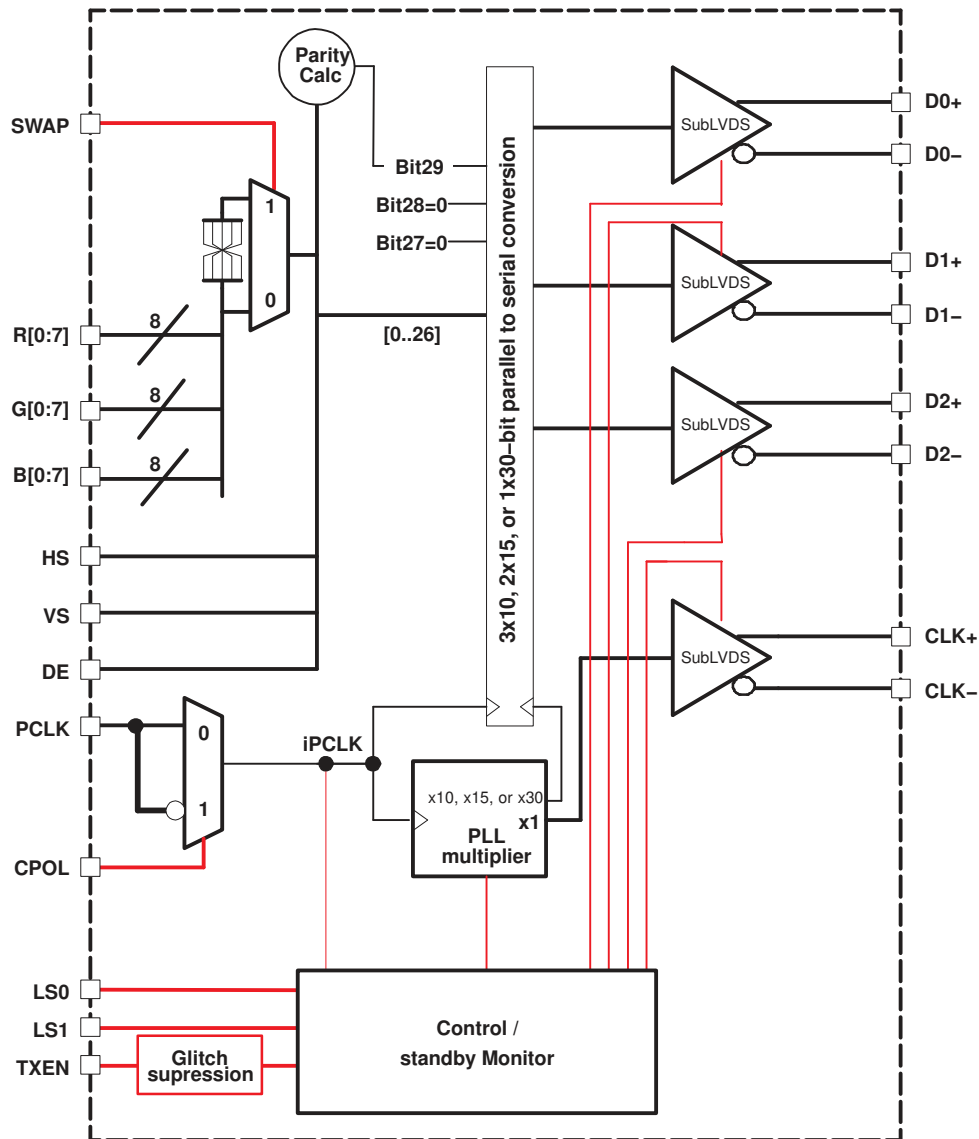 Parity
Calc
SWAP
1
0
Bit29
Bit28=0
Bit27=0
[0..26]
R[0:7]
8
G[0:7]
8
B[0:7]
8
HS
VS
DE
PCLK
0
1
CPOL
iPCLK
3x10, 2x15, or 1x30−bit parallel to serial conversion
x10, x15, or x30
x1
PLL
multiplier
SubLVDS
D0+
D0−
SubLVDS
D1+
D1−
SubLVDS
D2+
D2−
SubLVDS
CLK+
CLK−
LS0
LS1
TXEN
Glitch
supression
Control /
standby Monitor